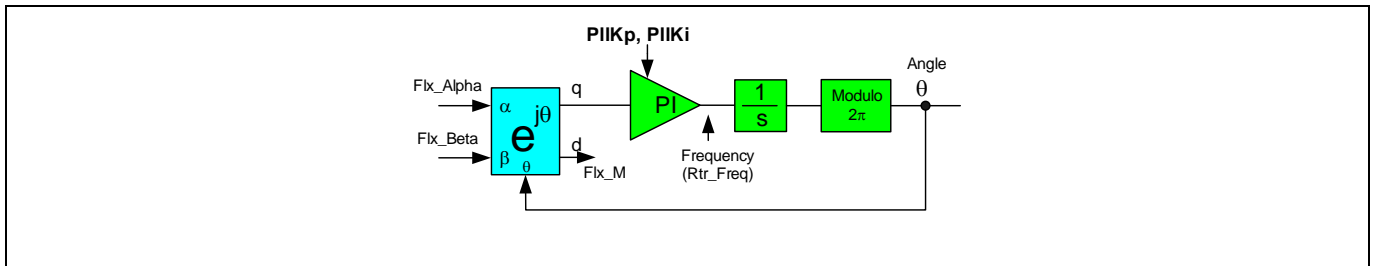 PllKp, PllKi
Flx_Alpha
Flx_Beta
α
β
e
jθ
θ
q
d
Flx_M
PI
Frequency
(Rtr_Freq)
1
s
Modulo
2π
Angle
θ